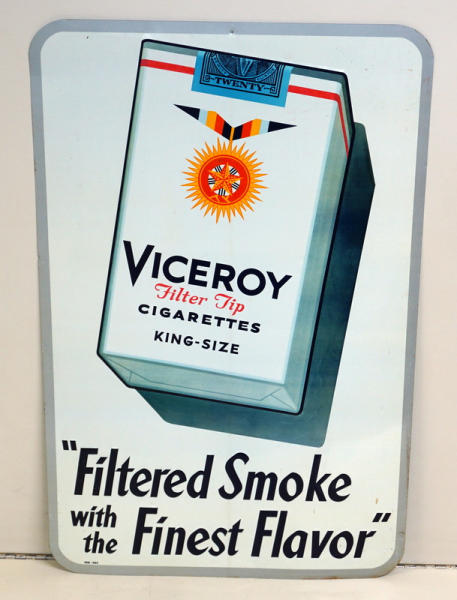 TWENTY
VICEROY
Filter Tip
CIGARETTES
KING-SIZE
"Filtered Smoke
with
the Finest Flavor"